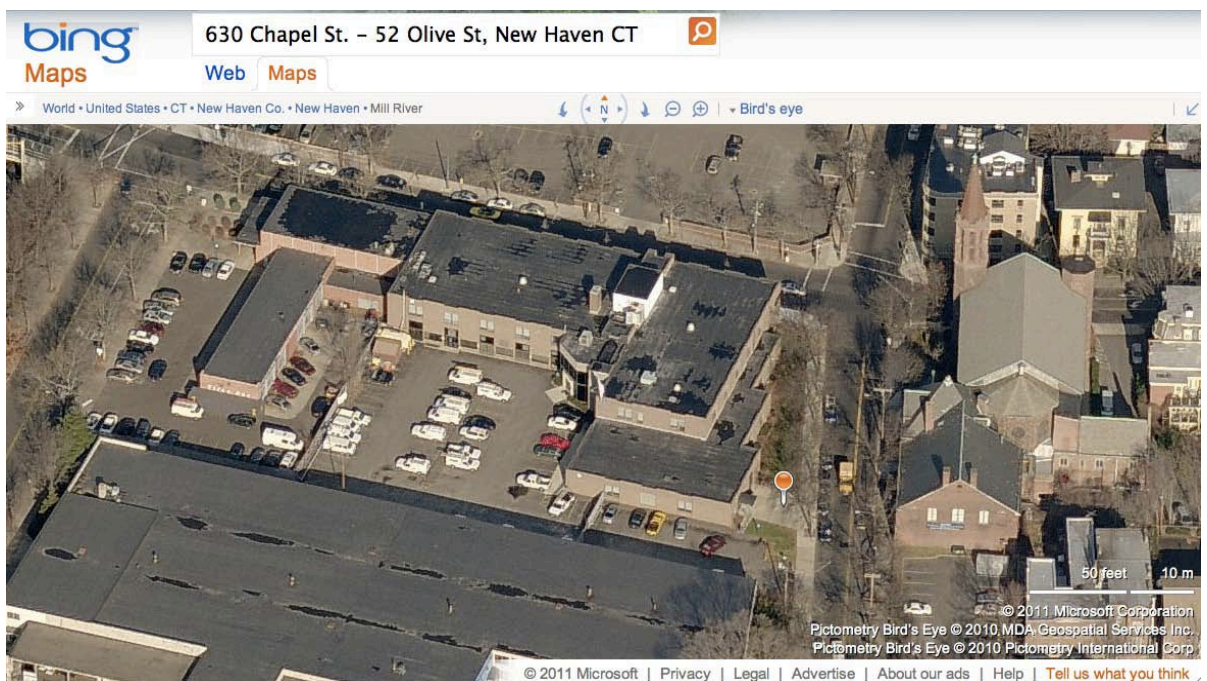 bing
Maps
630 Chapel St. – 52 Olive St, New Haven CT
Web Maps
World • United States • CT • New Haven Co. • New Haven • Mill River
N
Bird's eye
50 feet 10 m
© 2011 Microsoft Corporation
Pictometry Bird's Eye © 2010 MDA Geospatial Services Inc.
Pictometry Bird's Eye © 2010 Pictometry International Corp
© 2011 Microsoft | Privacy | Legal | Advertise | About our ads | Help | Tell us what you think